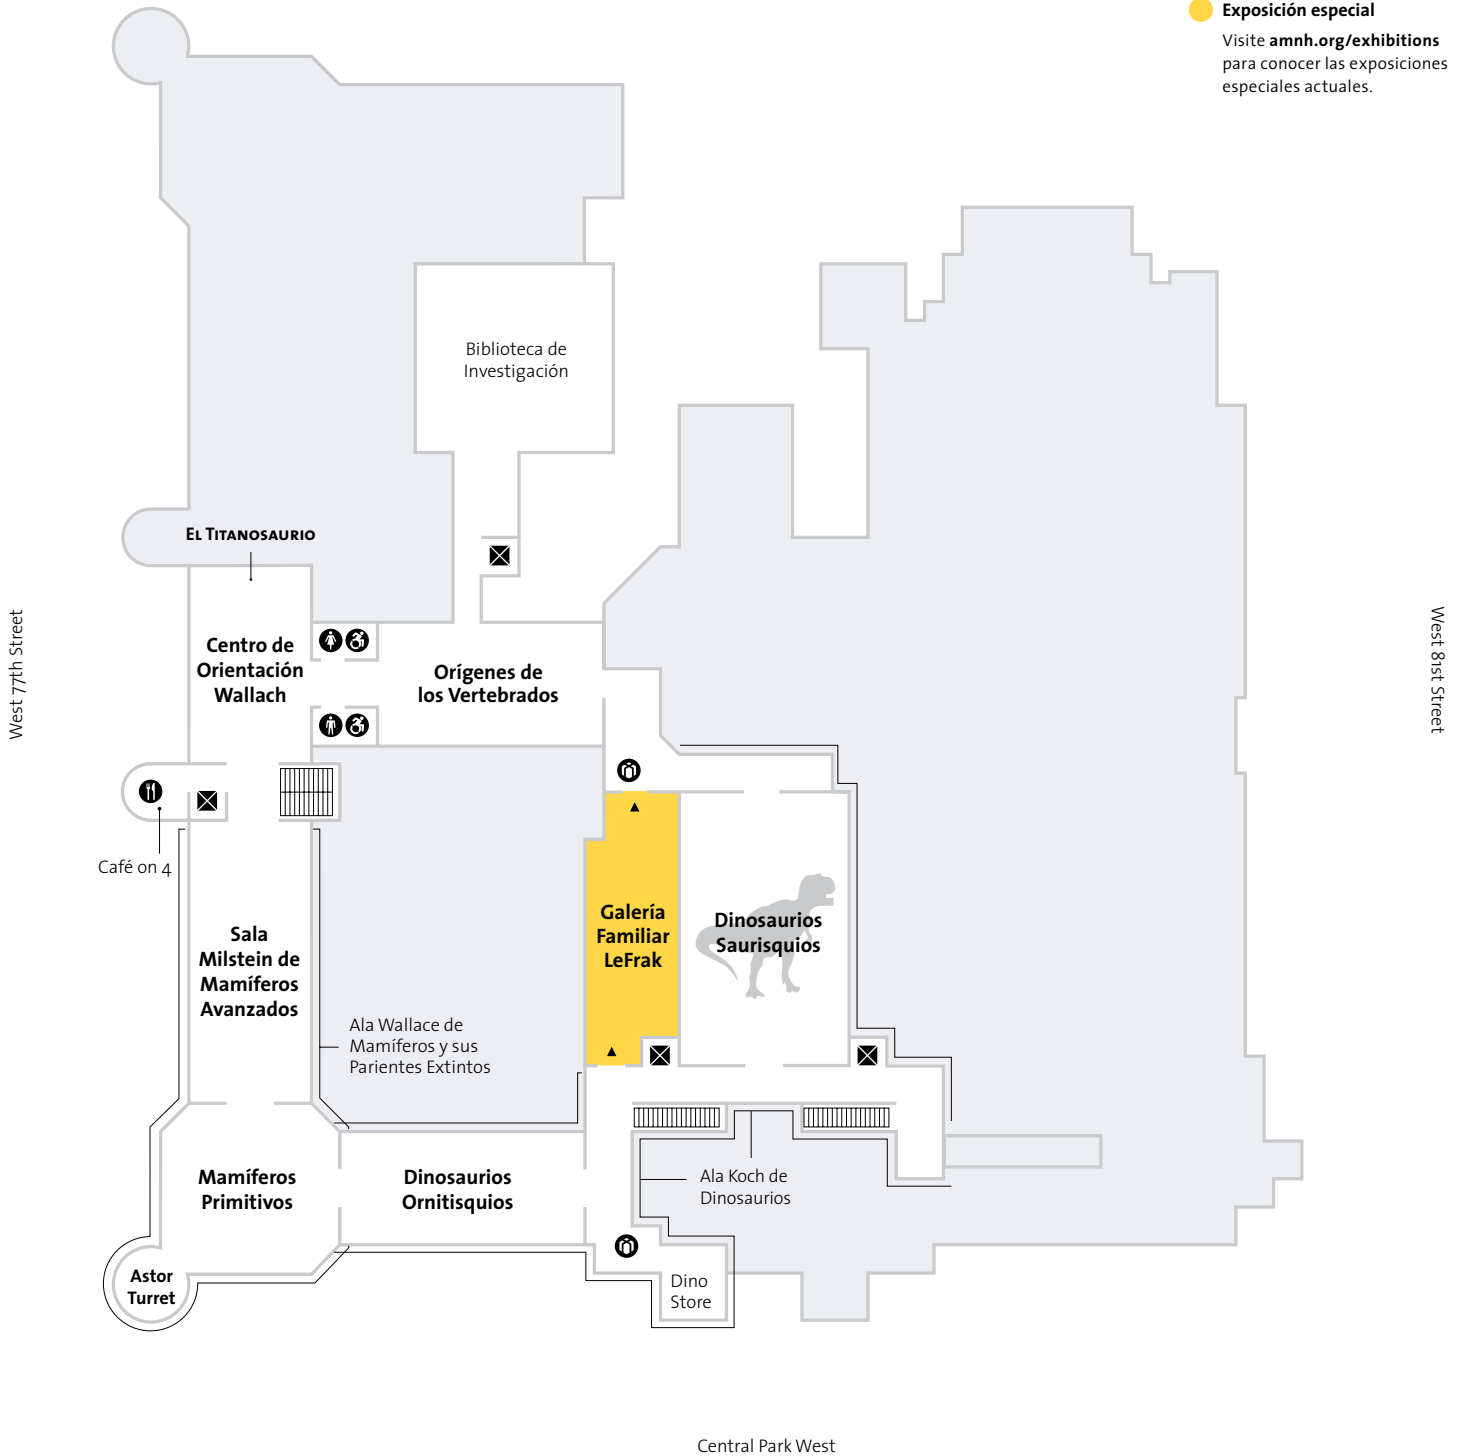 Exposición especial
Visite amnh.org/exhibitions
para conocer las exposiciones
especiales actuales.
Biblioteca de
Investigación
El Titanosaurio
West 77th Street
West 81st Street
Centro de
Orientación
Wallach
Orígenes de
los Vertebrados
Café on 4
Galería
Familiar
LeFrak
Dinosaurios
Saurisquios
Sala
Milstein de
Mamíferos
Avanzados
Ala Wallace de
Mamíferos y sus
Parientes Extintos
Mamíferos
Primitivos
Dinosaurios
Ornitisquios
Ala Koch de
Dinosaurios
Astor
Turret
Dino
Store
Central Park West